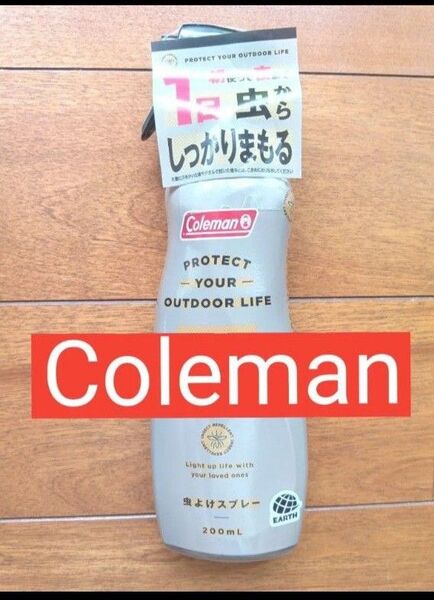 PROTECT YOUR OUTDOOR LIFE
1日 虫から
しっかりまもる
Coleman
PROTECT
YOUR
OUTDOOR LIFE
Coleman
INSECT REPELLENT
Light up life with
your loved ones
虫よけスプレー
200mL
EARTH